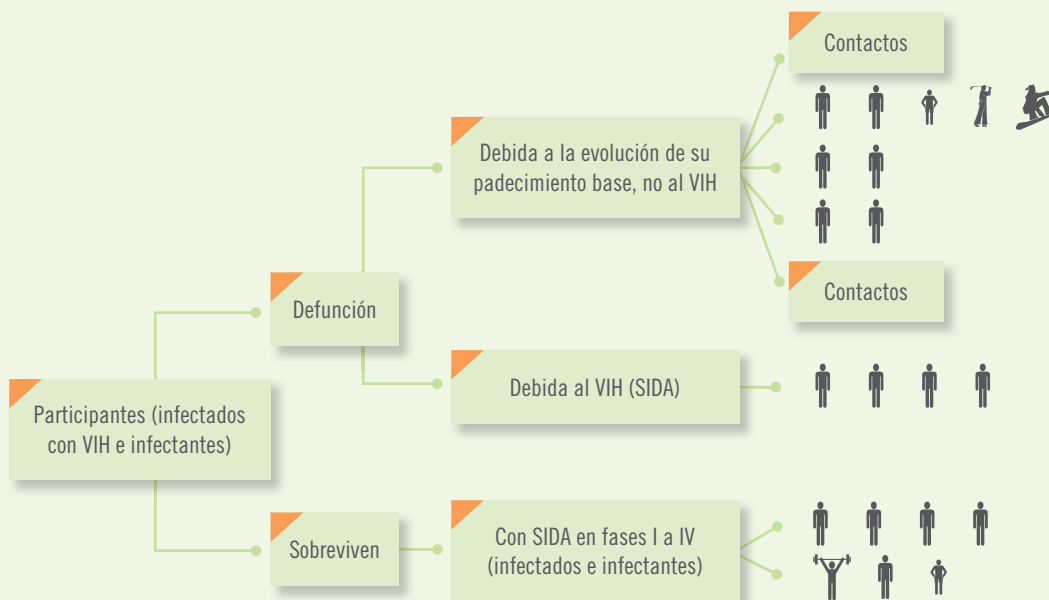 Contactos
Debida a la evolución de su
padecimiento base, no al VIH
Contactos
Defunción
Debida al VIH (SIDA)
Participantes (infectados
con VIH e infectantes)
Sobreviven
Con SIDA en fases I a IV
(infectados e infectantes)